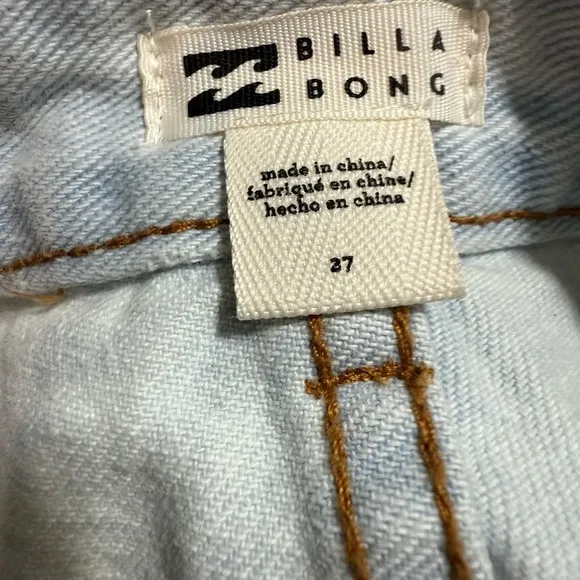 BILLA
BONG
made in china/
fabriqué en chine/
hecho en china
27